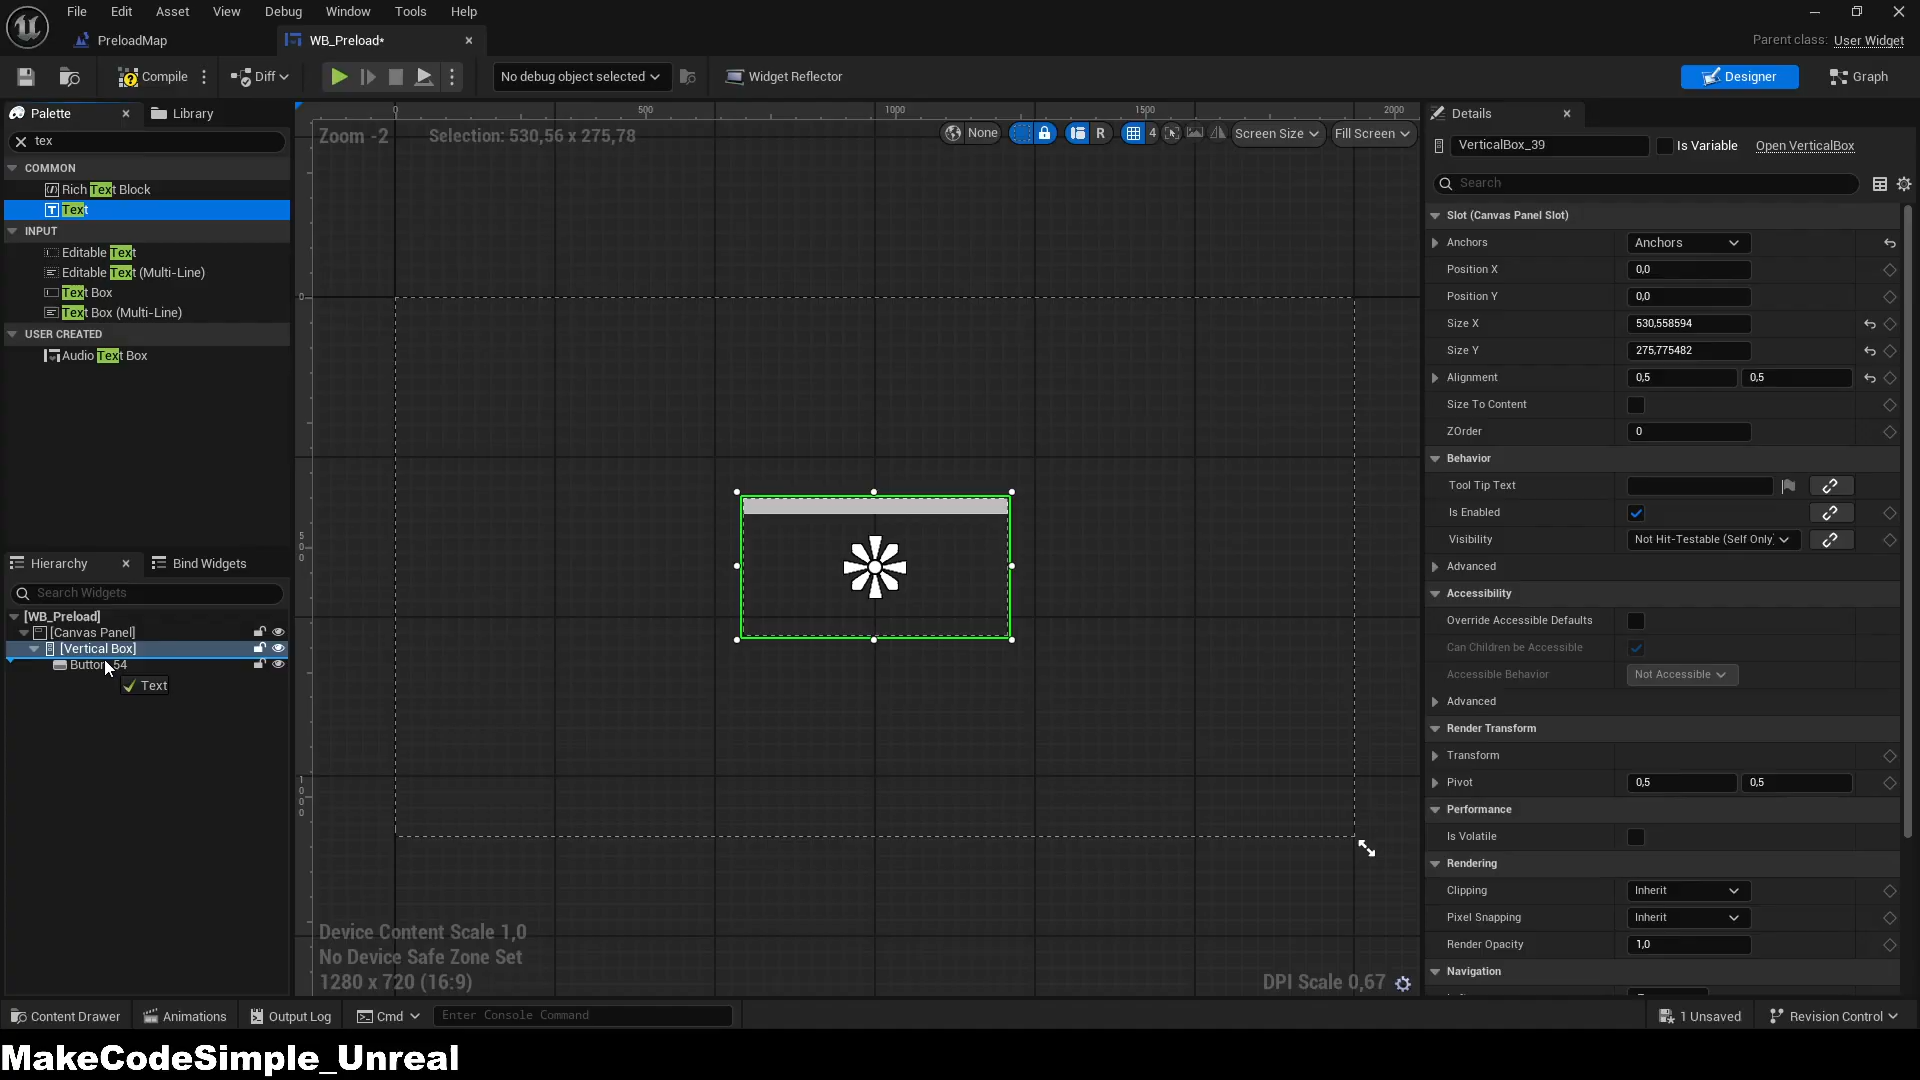 File Edit Asset View Debug Window Tools Help
PreloadMap
WB_Preload*
Parent class: User Widget
Compile
Diff
No debug object selected
Widget Reflector
Designer
Graph
Palette
Library
tex
COMMON
Rich Text Block
Text
INPUT
Editable Text
Editable Text (Multi-Line)
Text Box
Text Box (Multi-Line)
USER CREATED
Audio Text Box
Hierarchy
Bind Widgets
Search Widgets
[WB_Preload]
[Canvas Panel]
[Vertical Box]
Button_54
Text
0 500 1000 1500 2000
Zoom -2
Selection: 530,56 x 275,78
None
R
4
Screen Size
Fill Screen
0
5
0
0
1
0
0
0
Device Content Scale 1,0
No Device Safe Zone Set
1280 x 720 (16:9)
DPI Scale 0,67
Details
VerticalBox_39
Is Variable
Open VerticalBox
Search
Slot (Canvas Panel Slot)
Anchors Anchors
Position X 0,0
Position Y 0,0
Size X 530,558594
Size Y 275,775482
Alignment 0,5 0,5
Size To Content
ZOrder 0
Behavior
Tool Tip Text
Is Enabled
Visibility Not Hit-Testable (Self Only)
Advanced
Accessibility
Override Accessible Defaults
Can Children be Accessible
Accessible Behavior Not Accessible
Advanced
Render Transform
Transform
Pivot 0,5 0,5
Performance
Is Volatile
Rendering
Clipping Inherit
Pixel Snapping Inherit
Render Opacity 1,0
Navigation
Content Drawer
Animations
Output Log
Cmd
Enter Console Command
1 Unsaved
Revision Control
MakeCodeSimple_Unreal